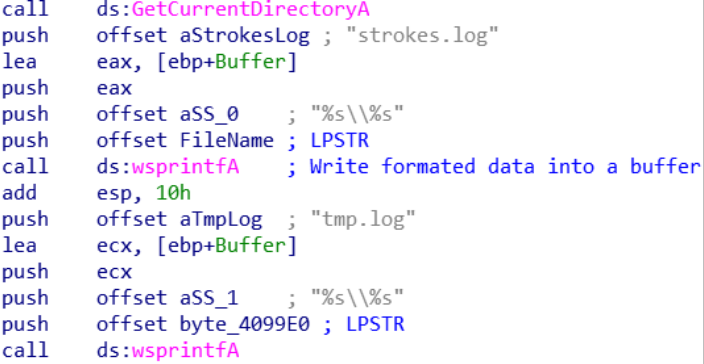 call    ds:GetCurrentDirectoryA
push    offset aStrokesLog ; "strokes.log"
lea     eax, [ebp+Buffer]
push    eax
push    offset aSS_0    ; "%s\\%s"
push    offset FileName ; LPSTR
call    ds:wsprintfA    ; Write formated data into a buffer
add     esp, 10h
push    offset aTmpLog  ; "tmp.log"
lea     ecx, [ebp+Buffer]
push    ecx
push    offset aSS_1    ; "%s\\%s"
push    offset byte_4099E0 ; LPSTR
call    ds:wsprintfA